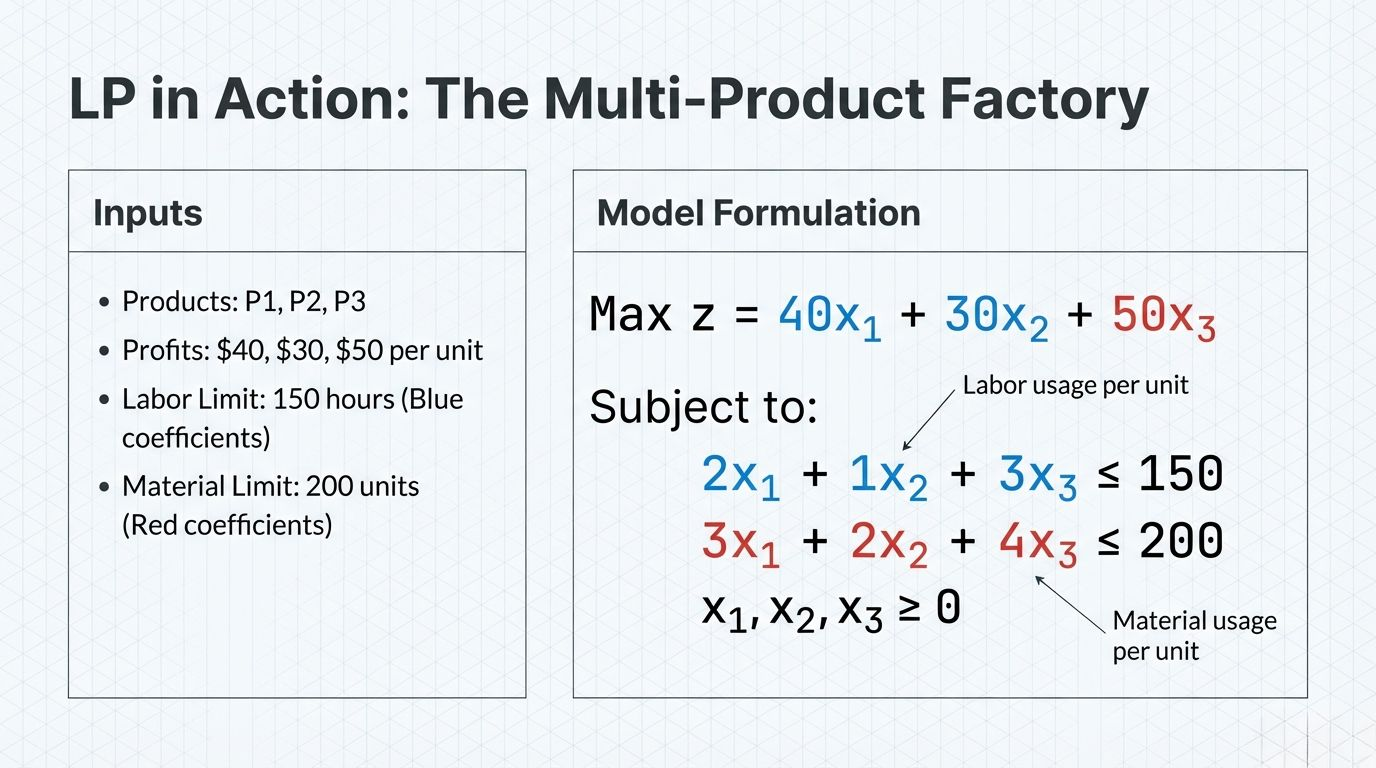 LP in Action: The Multi-Product Factory
Inputs
• Products: P1, P2, P3
• Profits: $40, $30, $50 per unit
• Labor Limit: 150 hours (Blue
coefficients)
• Material Limit: 200 units
(Red coefficients)
Model Formulation
Max z = 40x₁ + 30x₂ + 50x₃
Labor usage per unit
Subject to:
2x₁ + 1x₂ + 3x₃ ≤ 150
3x₁ + 2x₂ + 4x₃ ≤ 200
x₁, x₂, x₃ ≥ 0
Material usage
per unit